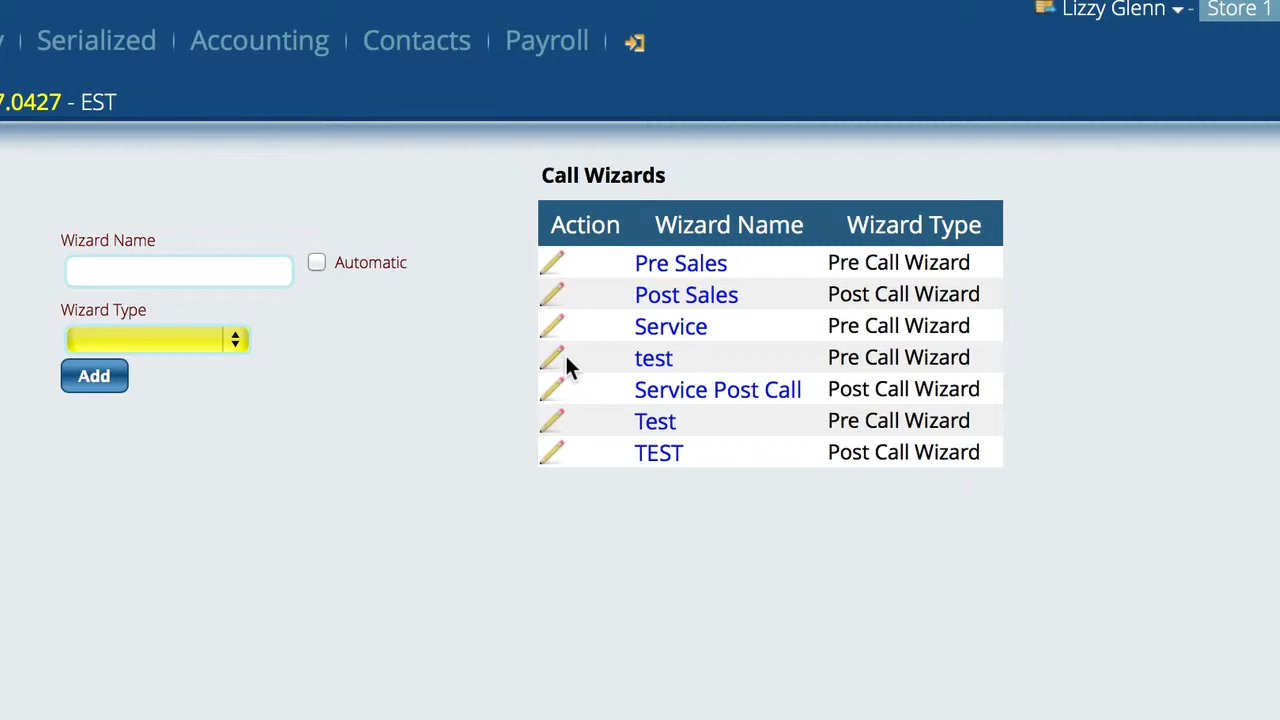 Lizzy Glenn - Store 1
Serialized | Accounting | Contacts | Payroll |
7.0427 - EST
Call Wizards
Action Wizard Name Wizard Type
Wizard Name
Automatic
Wizard Type
Add
Pre Sales Pre Call Wizard
Post Sales Post Call Wizard
Service Pre Call Wizard
test Pre Call Wizard
Service Post Call Post Call Wizard
Test Pre Call Wizard
TEST Post Call Wizard